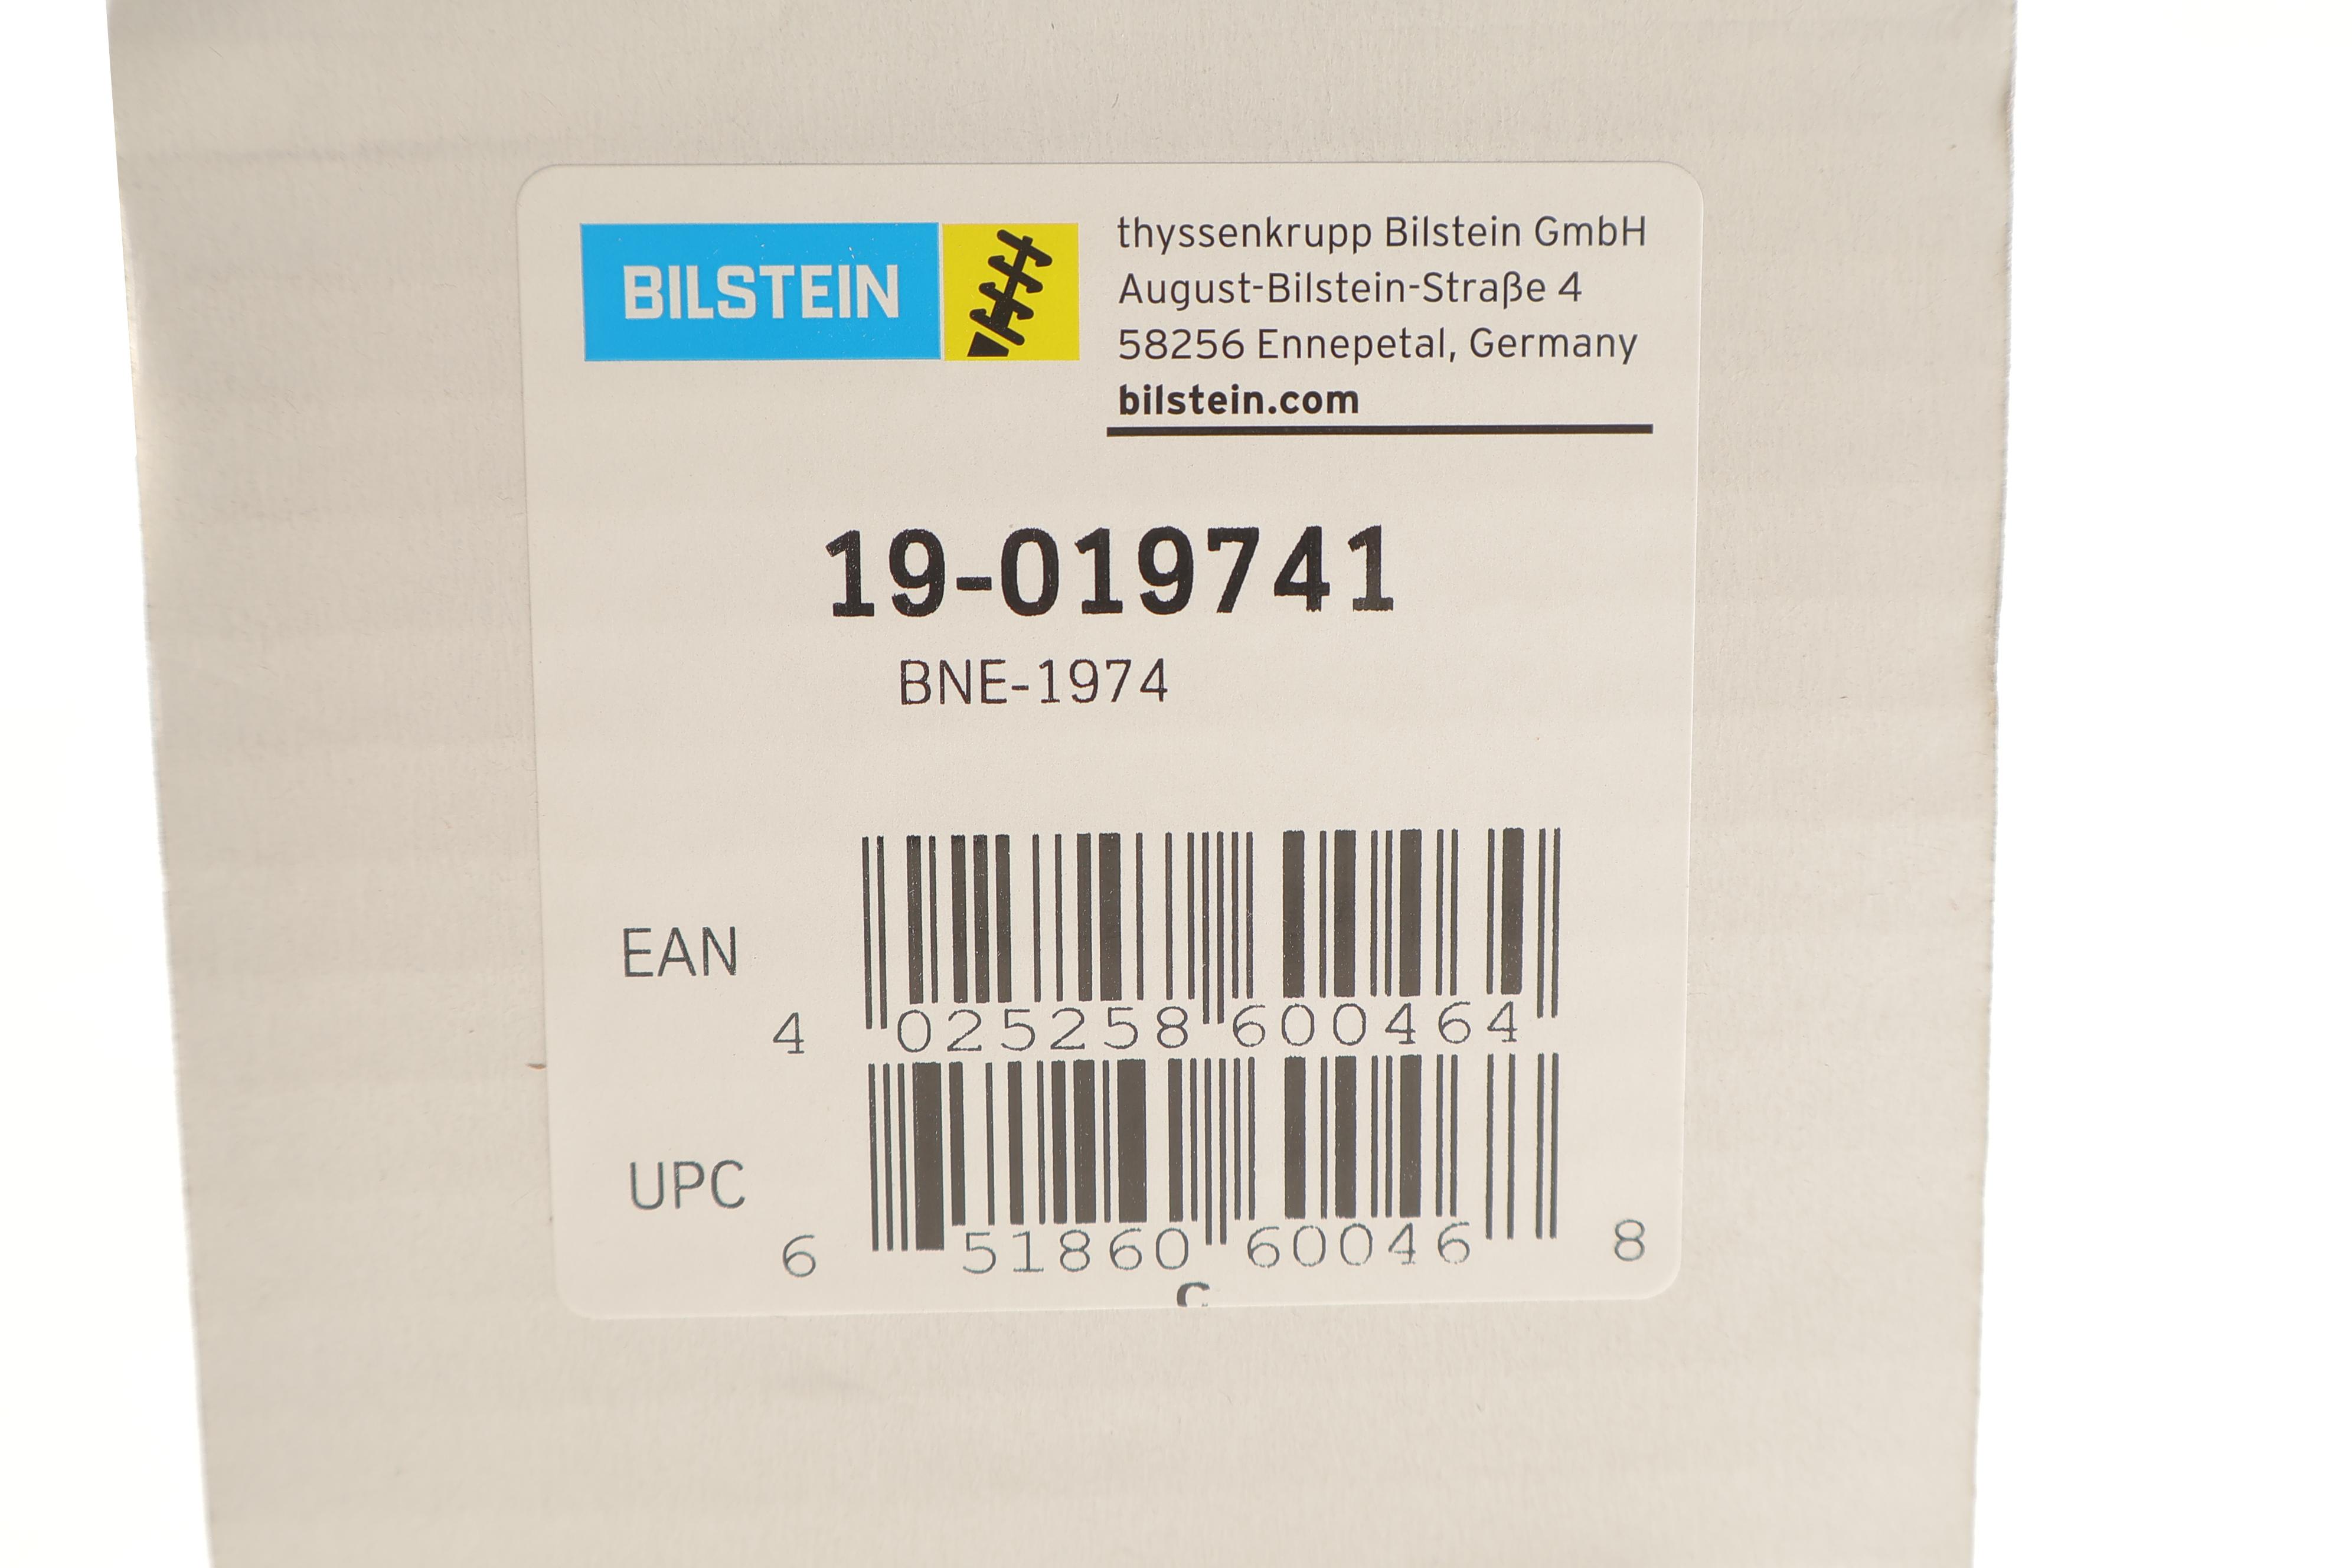 BILSTEIN
thyssenkrupp Bilstein GmbH
August-Bilstein-Straße 4
58256 Ennepetal, Germany
bilstein.com
19-019741
BNE-1974
EAN
4 025258 600464
UPC
6 51860 60046 8